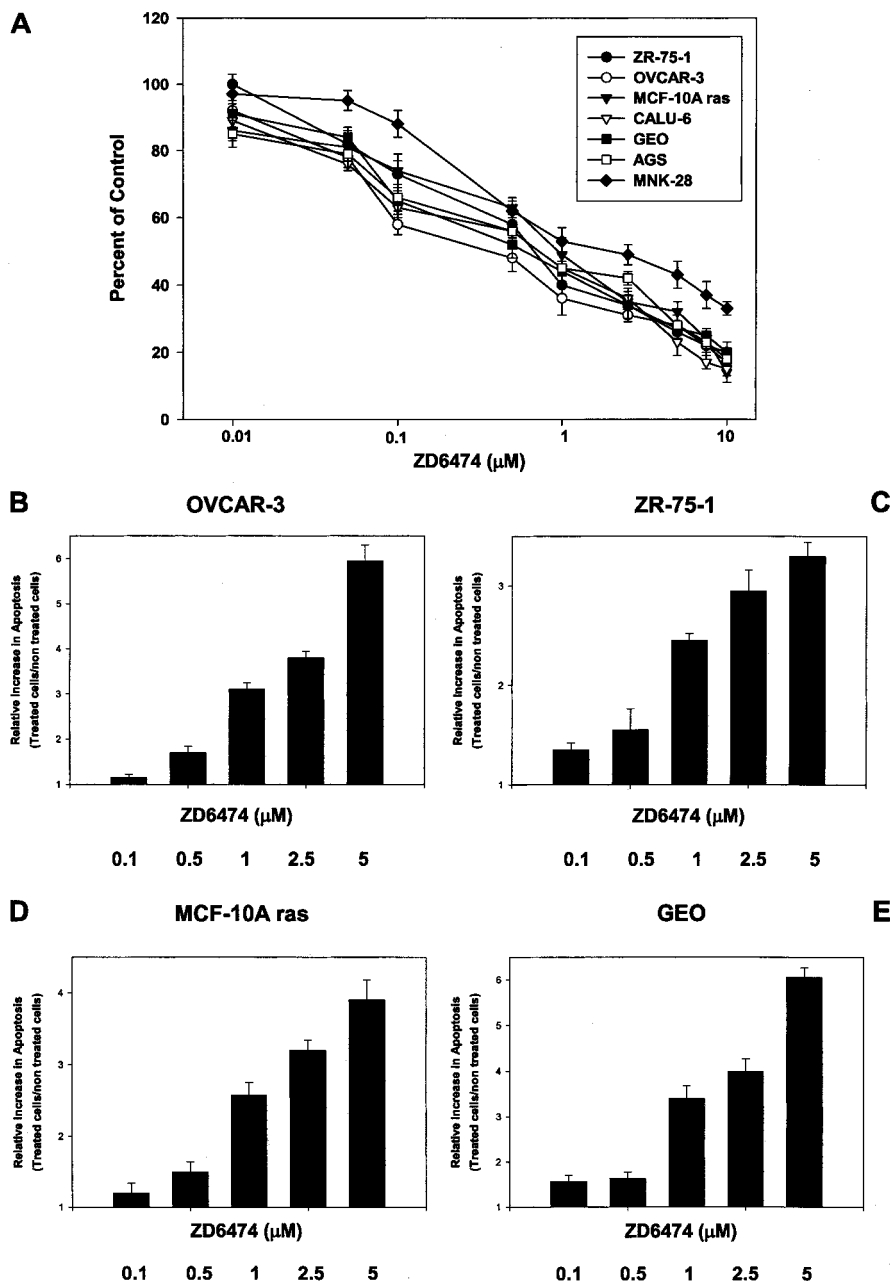 A
120
100
80
60
40
20
0
Percent of Control
ZR-75-1
OVCAR-3
MCF-10A ras
CALU-6
GEO
AGS
MNK-28
0.01 0.1 1 10
ZD6474 (µM)
B
OVCAR-3
6
5
4
3
2
1
Relative Increase in Apoptosis
(Treated cells/non treated cells)
ZD6474 (µM)
0.1 0.5 1 2.5 5
ZR-75-1
C
3
2
1
Relative Increase in Apoptosis
(Treated cells/non treated cells)
ZD6474 (µM)
0.1 0.5 1 2.5 5
D
MCF-10A ras
4
3
2
1
Relative Increase in Apoptosis
(Treated cells/non treated cells)
ZD6474 (µM)
0.1 0.5 1 2.5 5
GEO
E
6
5
4
3
2
1
Relative Increase in Apoptosis
(Treated cells/non treated cells)
ZD6474 (µM)
0.1 0.5 1 2.5 5